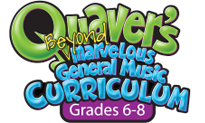 Quaver's
Beyond
Marvelous
General Music
CURRICULUM
Grades 6-8